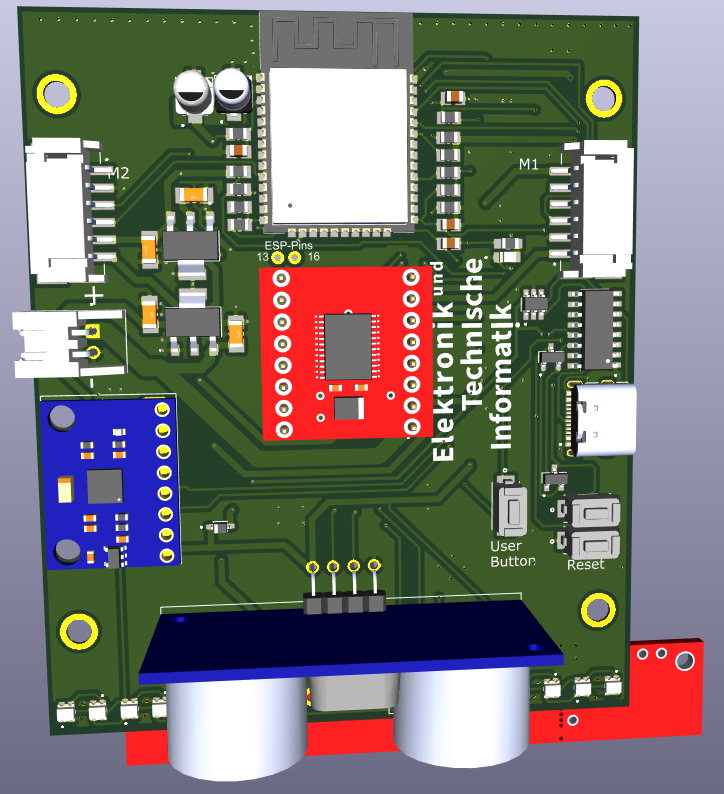 M2
M1
ESP-Pins
13 16
+
-
Elektronik und
Technische
Informatik
User
Button
Reset